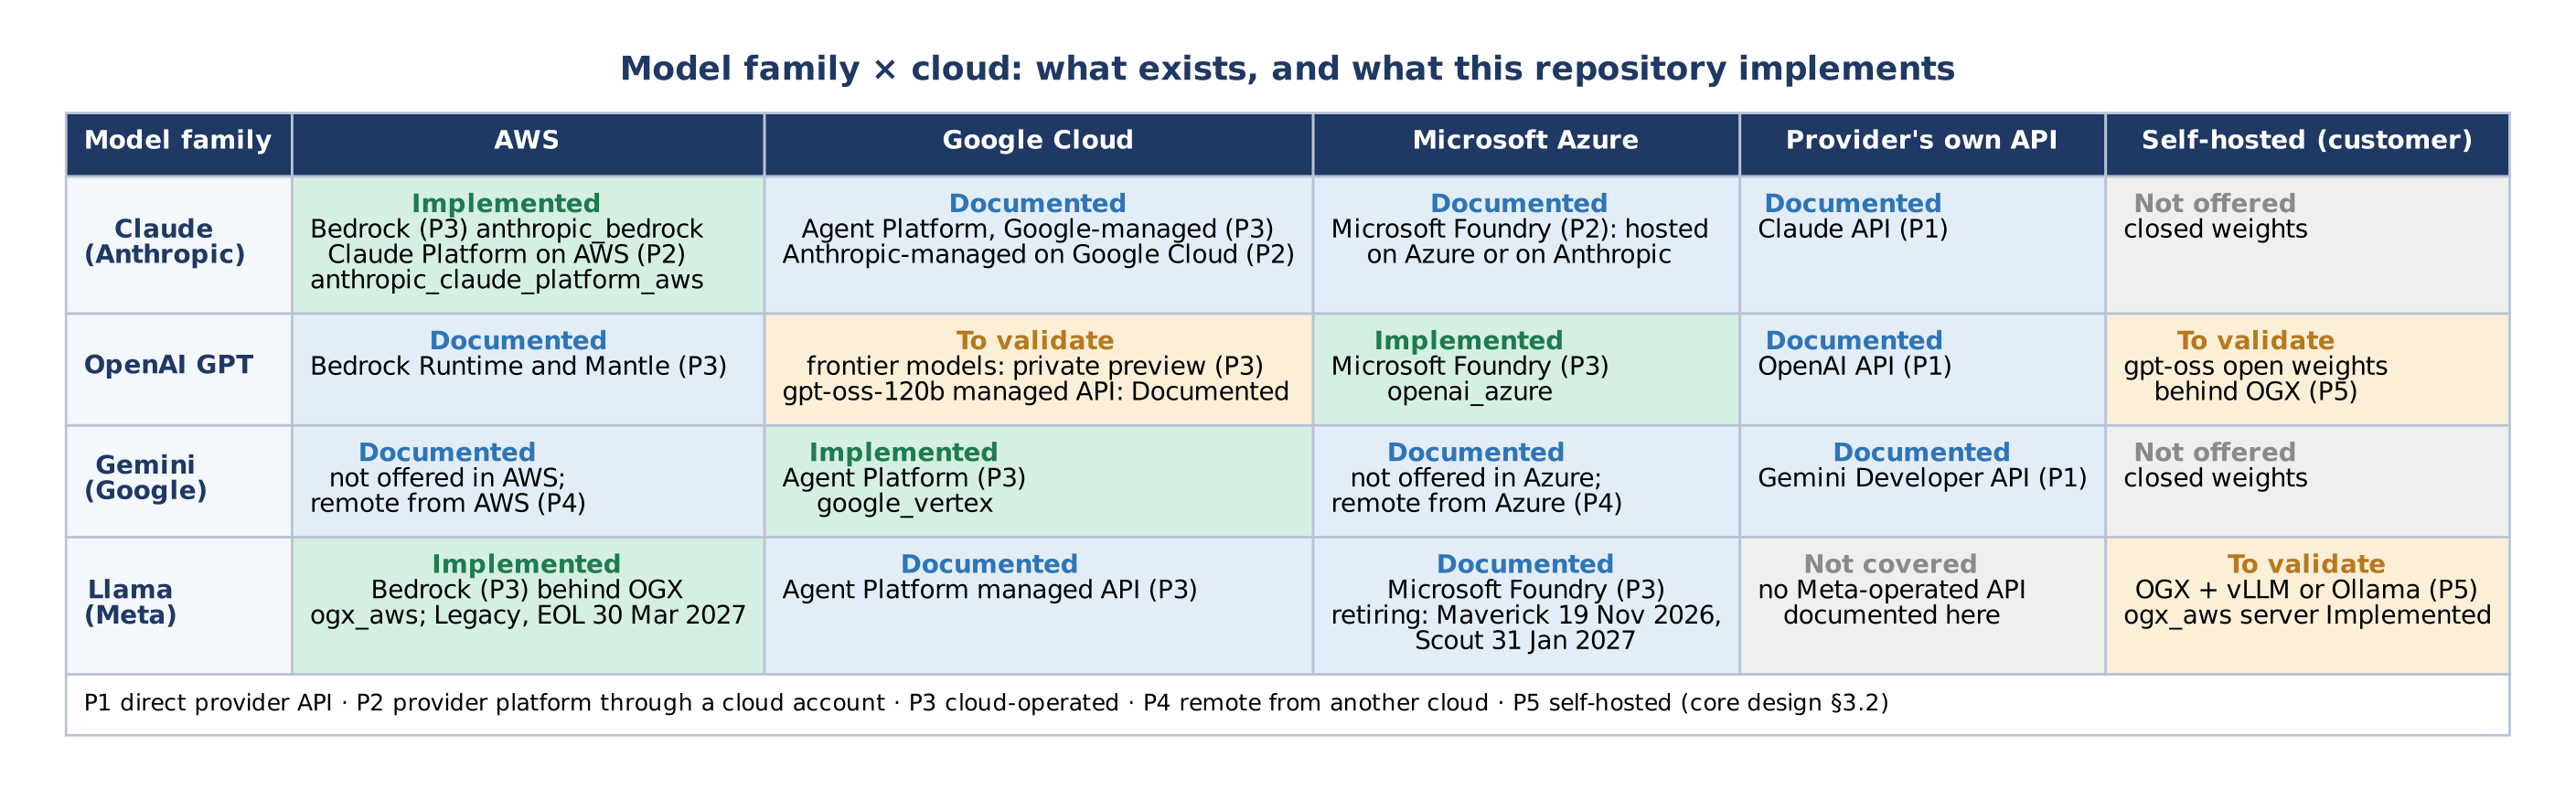 Model family × cloud: what exists, and what this repository implements
Model family
AWS
Google Cloud
Microsoft Azure
Provider's own API
Self-hosted (customer)
Claude
(Anthropic)
Implemented
Bedrock (P3) anthropic_bedrock
Claude Platform on AWS (P2)
anthropic_claude_platform_aws
Documented
Agent Platform, Google-managed (P3)
Anthropic-managed on Google Cloud (P2)
Documented
Microsoft Foundry (P2): hosted
on Azure or on Anthropic
Documented
Claude API (P1)
Not offered
closed weights
OpenAI GPT
Documented
Bedrock Runtime and Mantle (P3)
To validate
frontier models: private preview (P3)
gpt-oss-120b managed API: Documented
Implemented
Microsoft Foundry (P3)
openai_azure
Documented
OpenAI API (P1)
To validate
gpt-oss open weights
behind OGX (P5)
Gemini
(Google)
Documented
not offered in AWS;
remote from AWS (P4)
Implemented
Agent Platform (P3)
google_vertex
Documented
not offered in Azure;
remote from Azure (P4)
Documented
Gemini Developer API (P1)
Not offered
closed weights
Llama
(Meta)
Implemented
Bedrock (P3) behind OGX
ogx_aws; Legacy, EOL 30 Mar 2027
Documented
Agent Platform managed API (P3)
Documented
Microsoft Foundry (P3)
retiring: Maverick 19 Nov 2026,
Scout 31 Jan 2027
Not covered
no Meta-operated API
documented here
To validate
OGX + vLLM or Ollama (P5)
ogx_aws server Implemented
P1 direct provider API · P2 provider platform through a cloud account · P3 cloud-operated · P4 remote from another cloud · P5 self-hosted (core design §3.2)